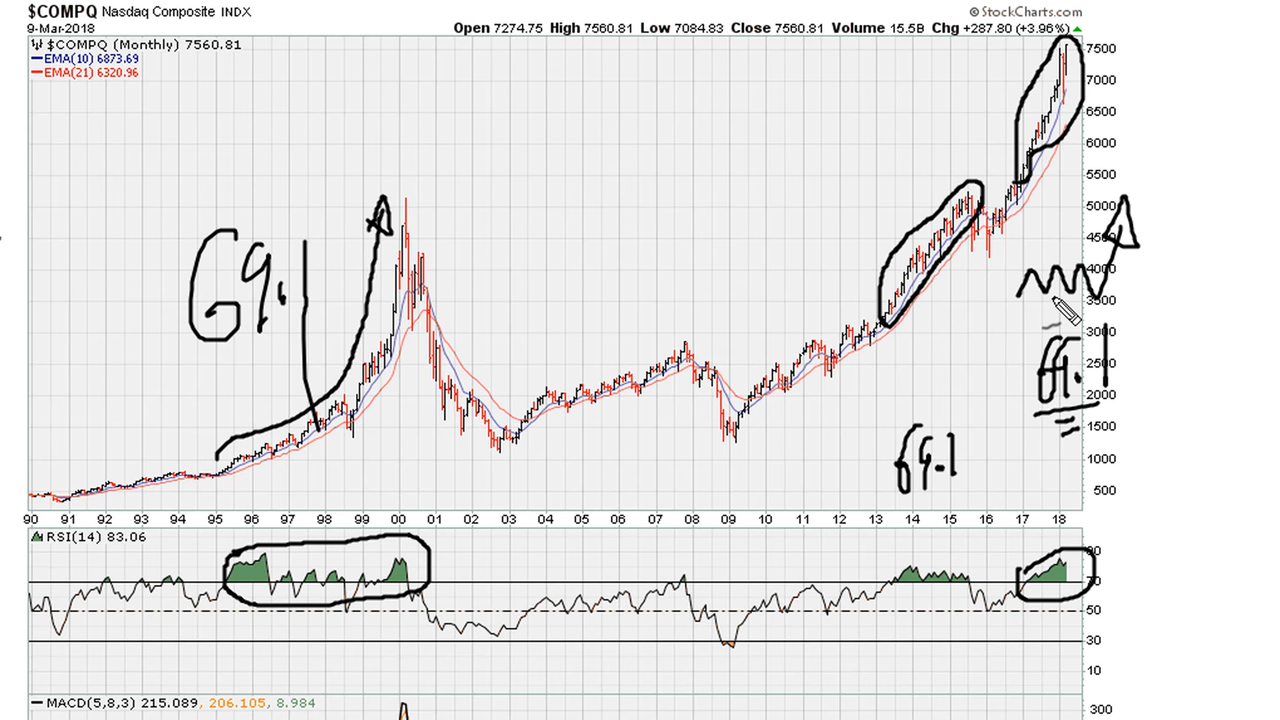 $COMPQ Nasdaq Composite INDX
© StockCharts.com
9-Mar-2018
Open 7274.75 High 7560.81 Low 7084.83 Close 7560.81 Volume 15.5B Chg +287.80 (+3.96%)
$COMPQ (Monthly) 7560.81
EMA(10) 6873.69
EMA(21) 6320.96
7500
7000
6500
6000
5500
5000
4500
4000
3500
3000
2500
2000
1500
1000
500
69.1
69.1
90 91 92 93 94 95 96 97 98 99 00 01 02 03 04 05 06 07 08 09 10 11 12 13 14 15 16 17 18
RSI(14) 83.06
90
70
50
30
10
MACD(5,8,3) 215.089, 206.105, 8.984
300